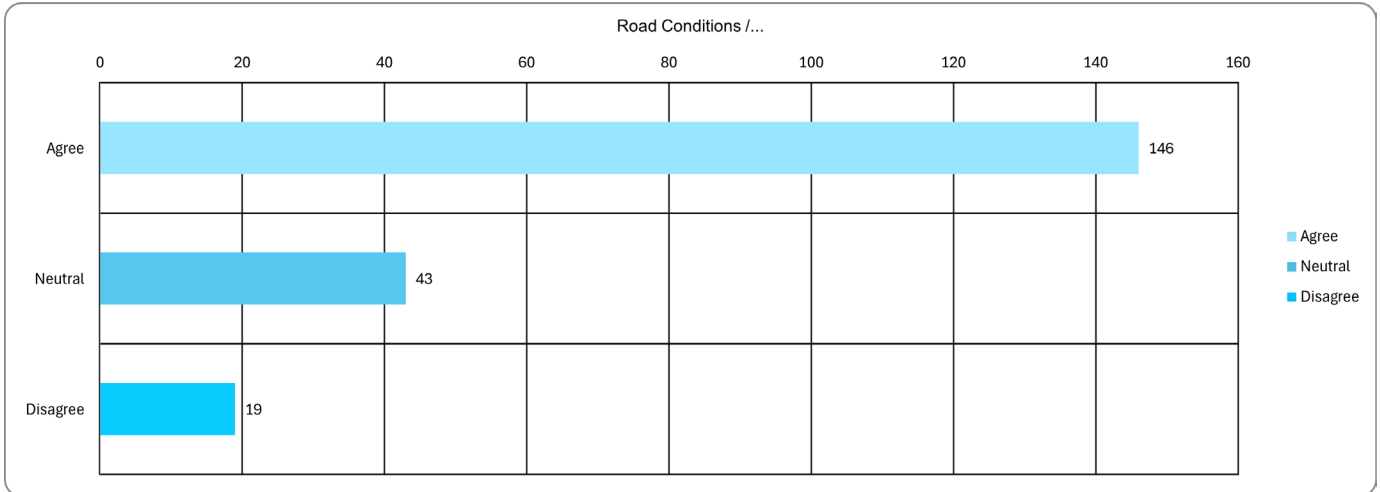 Road Conditions /...
0 20 40 60 80 100 120 140 160
Agree 146
Neutral 43
Disagree 19
Agree
Neutral
Disagree